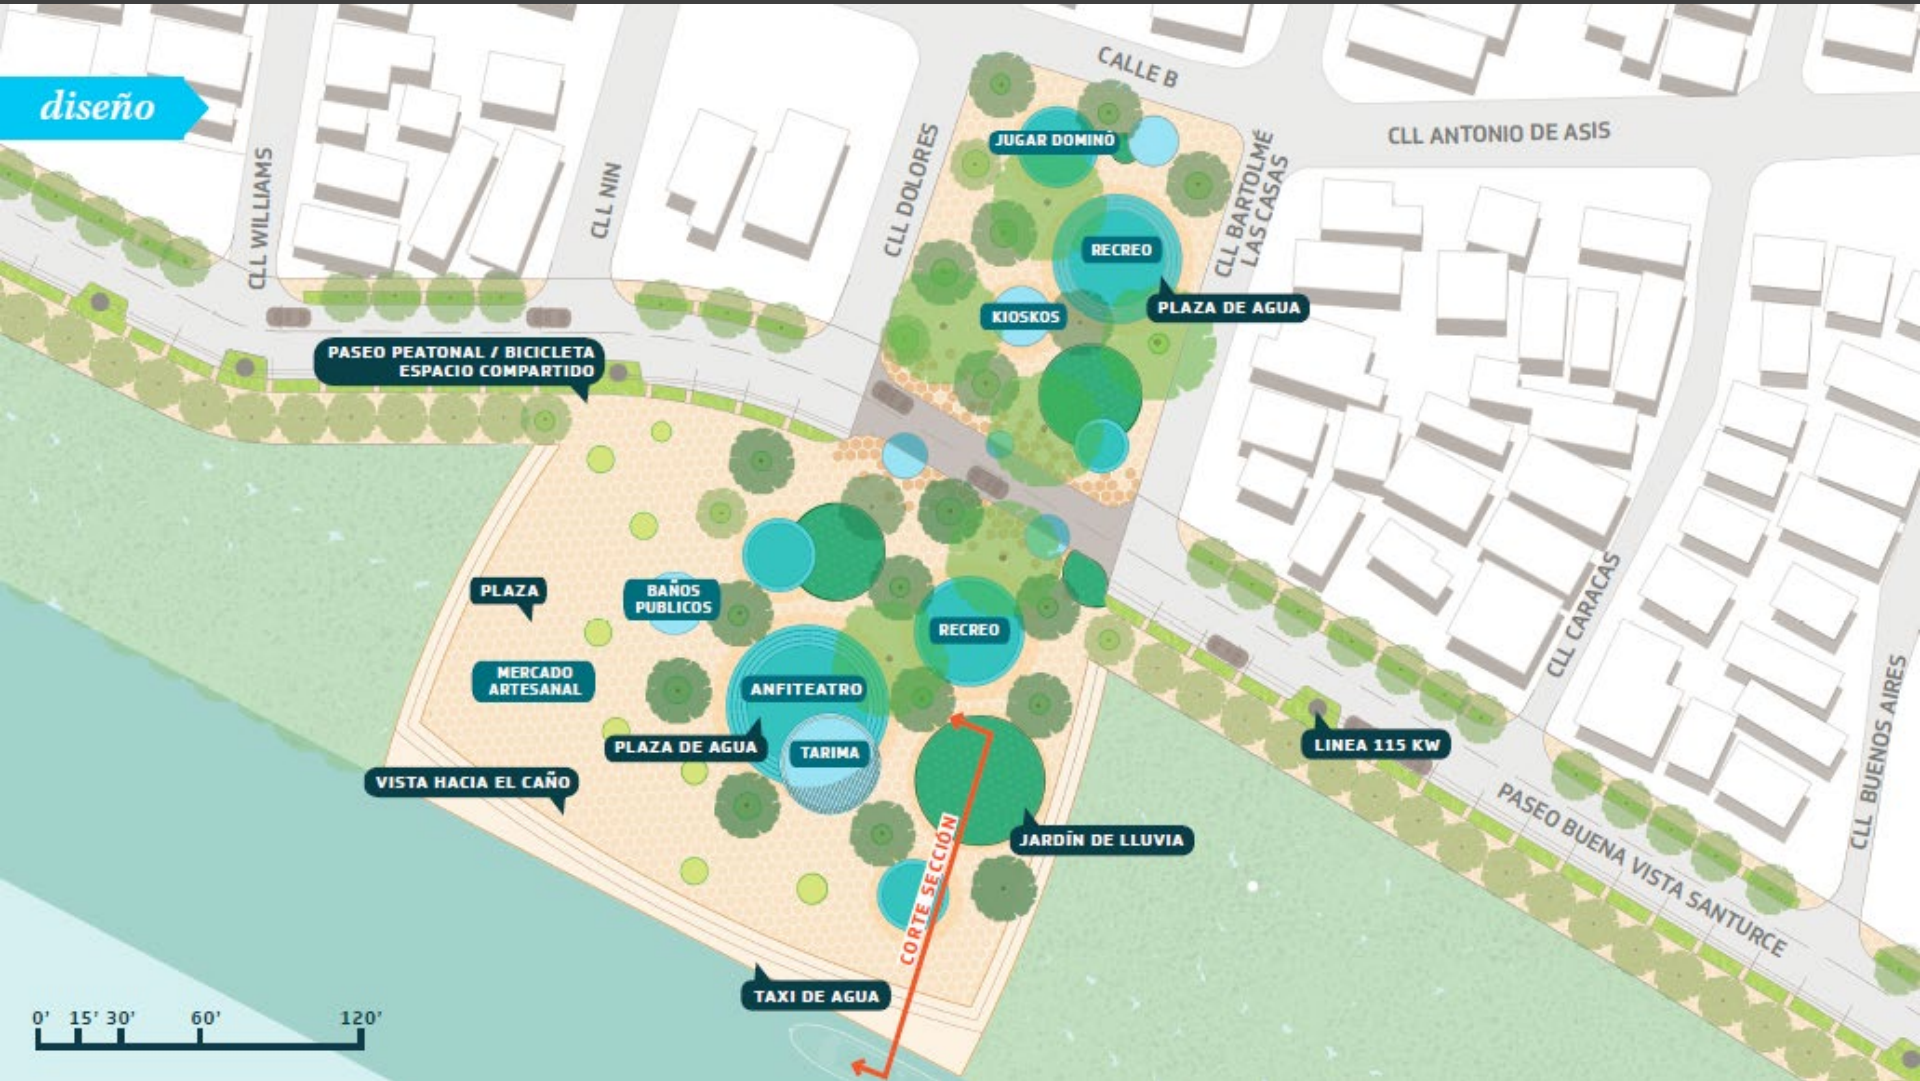 diseño
CALLE B
CLL ANTONIO DE ASIS
CLL WILLIAMS
CLL NIN
CLL DOLORES
CLL BARTOLMÉ
LAS CASAS
JUGAR DOMINÓ
RECREO
PLAZA DE AGUA
KIOSKOS
PASEO PEATONAL / BICICLETA
ESPACIO COMPARTIDO
PLAZA
BAÑOS
PUBLICOS
RECREO
MERCADO
ARTESANAL
ANFITEATRO
PLAZA DE AGUA
TARIMA
VISTA HACIA EL CAÑO
LINEA 115 KW
CLL CARACAS
CLL BUENOS AIRES
JARDÍN DE LLUVIA
CORTE SECCIÓN
PASEO BUENA VISTA SANTURCE
TAXI DE AGUA
0' 15' 30' 60' 120'